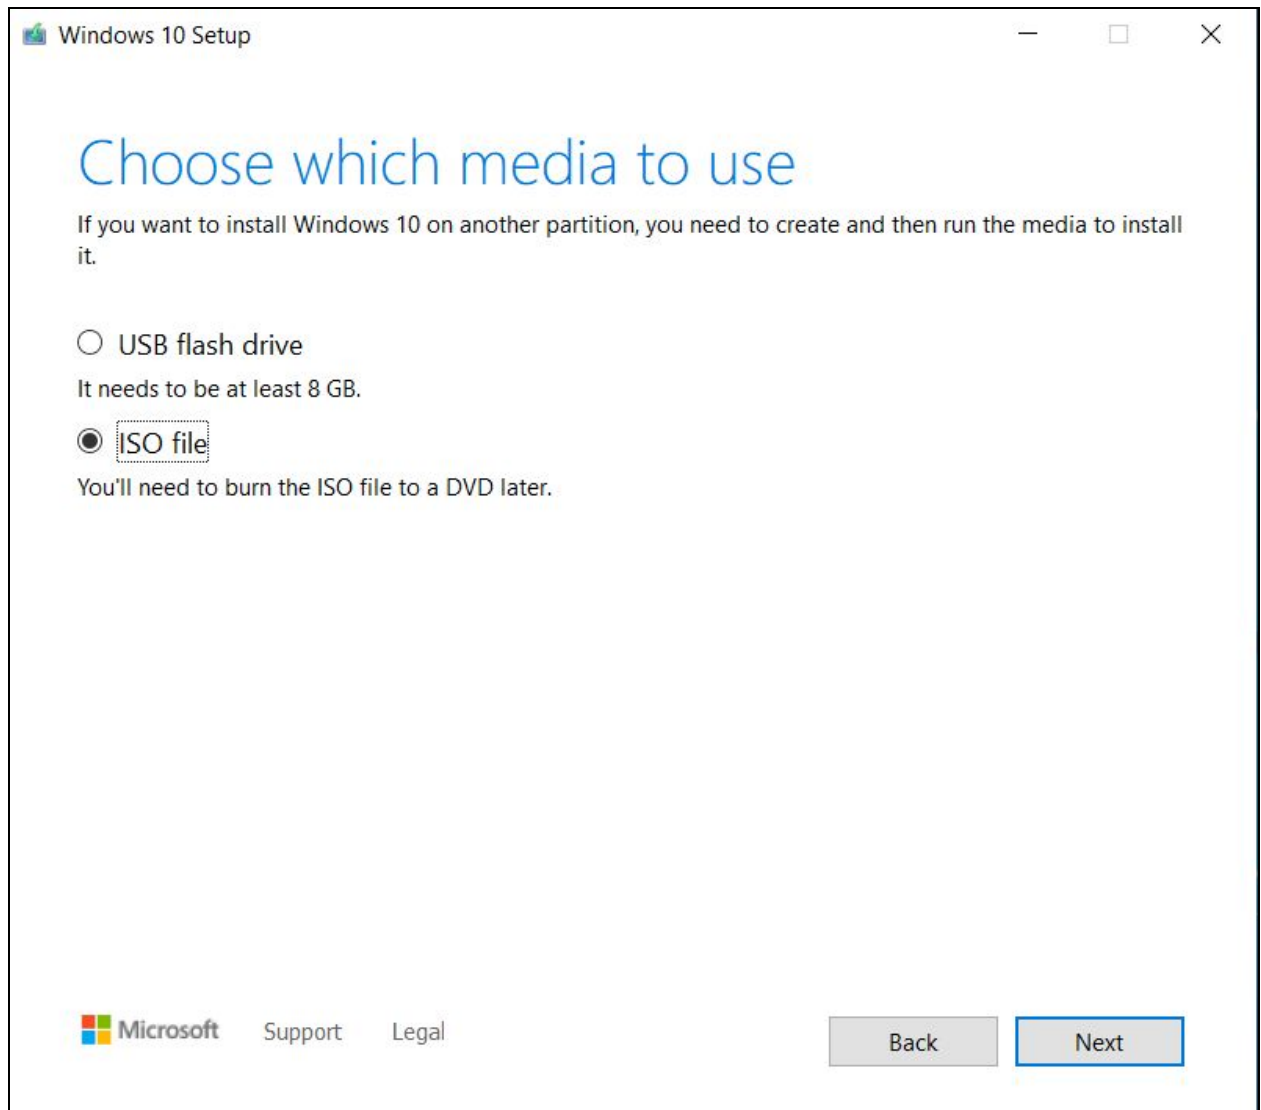 Windows 10 Setup
Choose which media to use
If you want to install Windows 10 on another partition, you need to create and then run the media to install
it.
USB flash drive
It needs to be at least 8 GB.
ISO file
You'll need to burn the ISO file to a DVD later.
Microsoft Support Legal Back Next